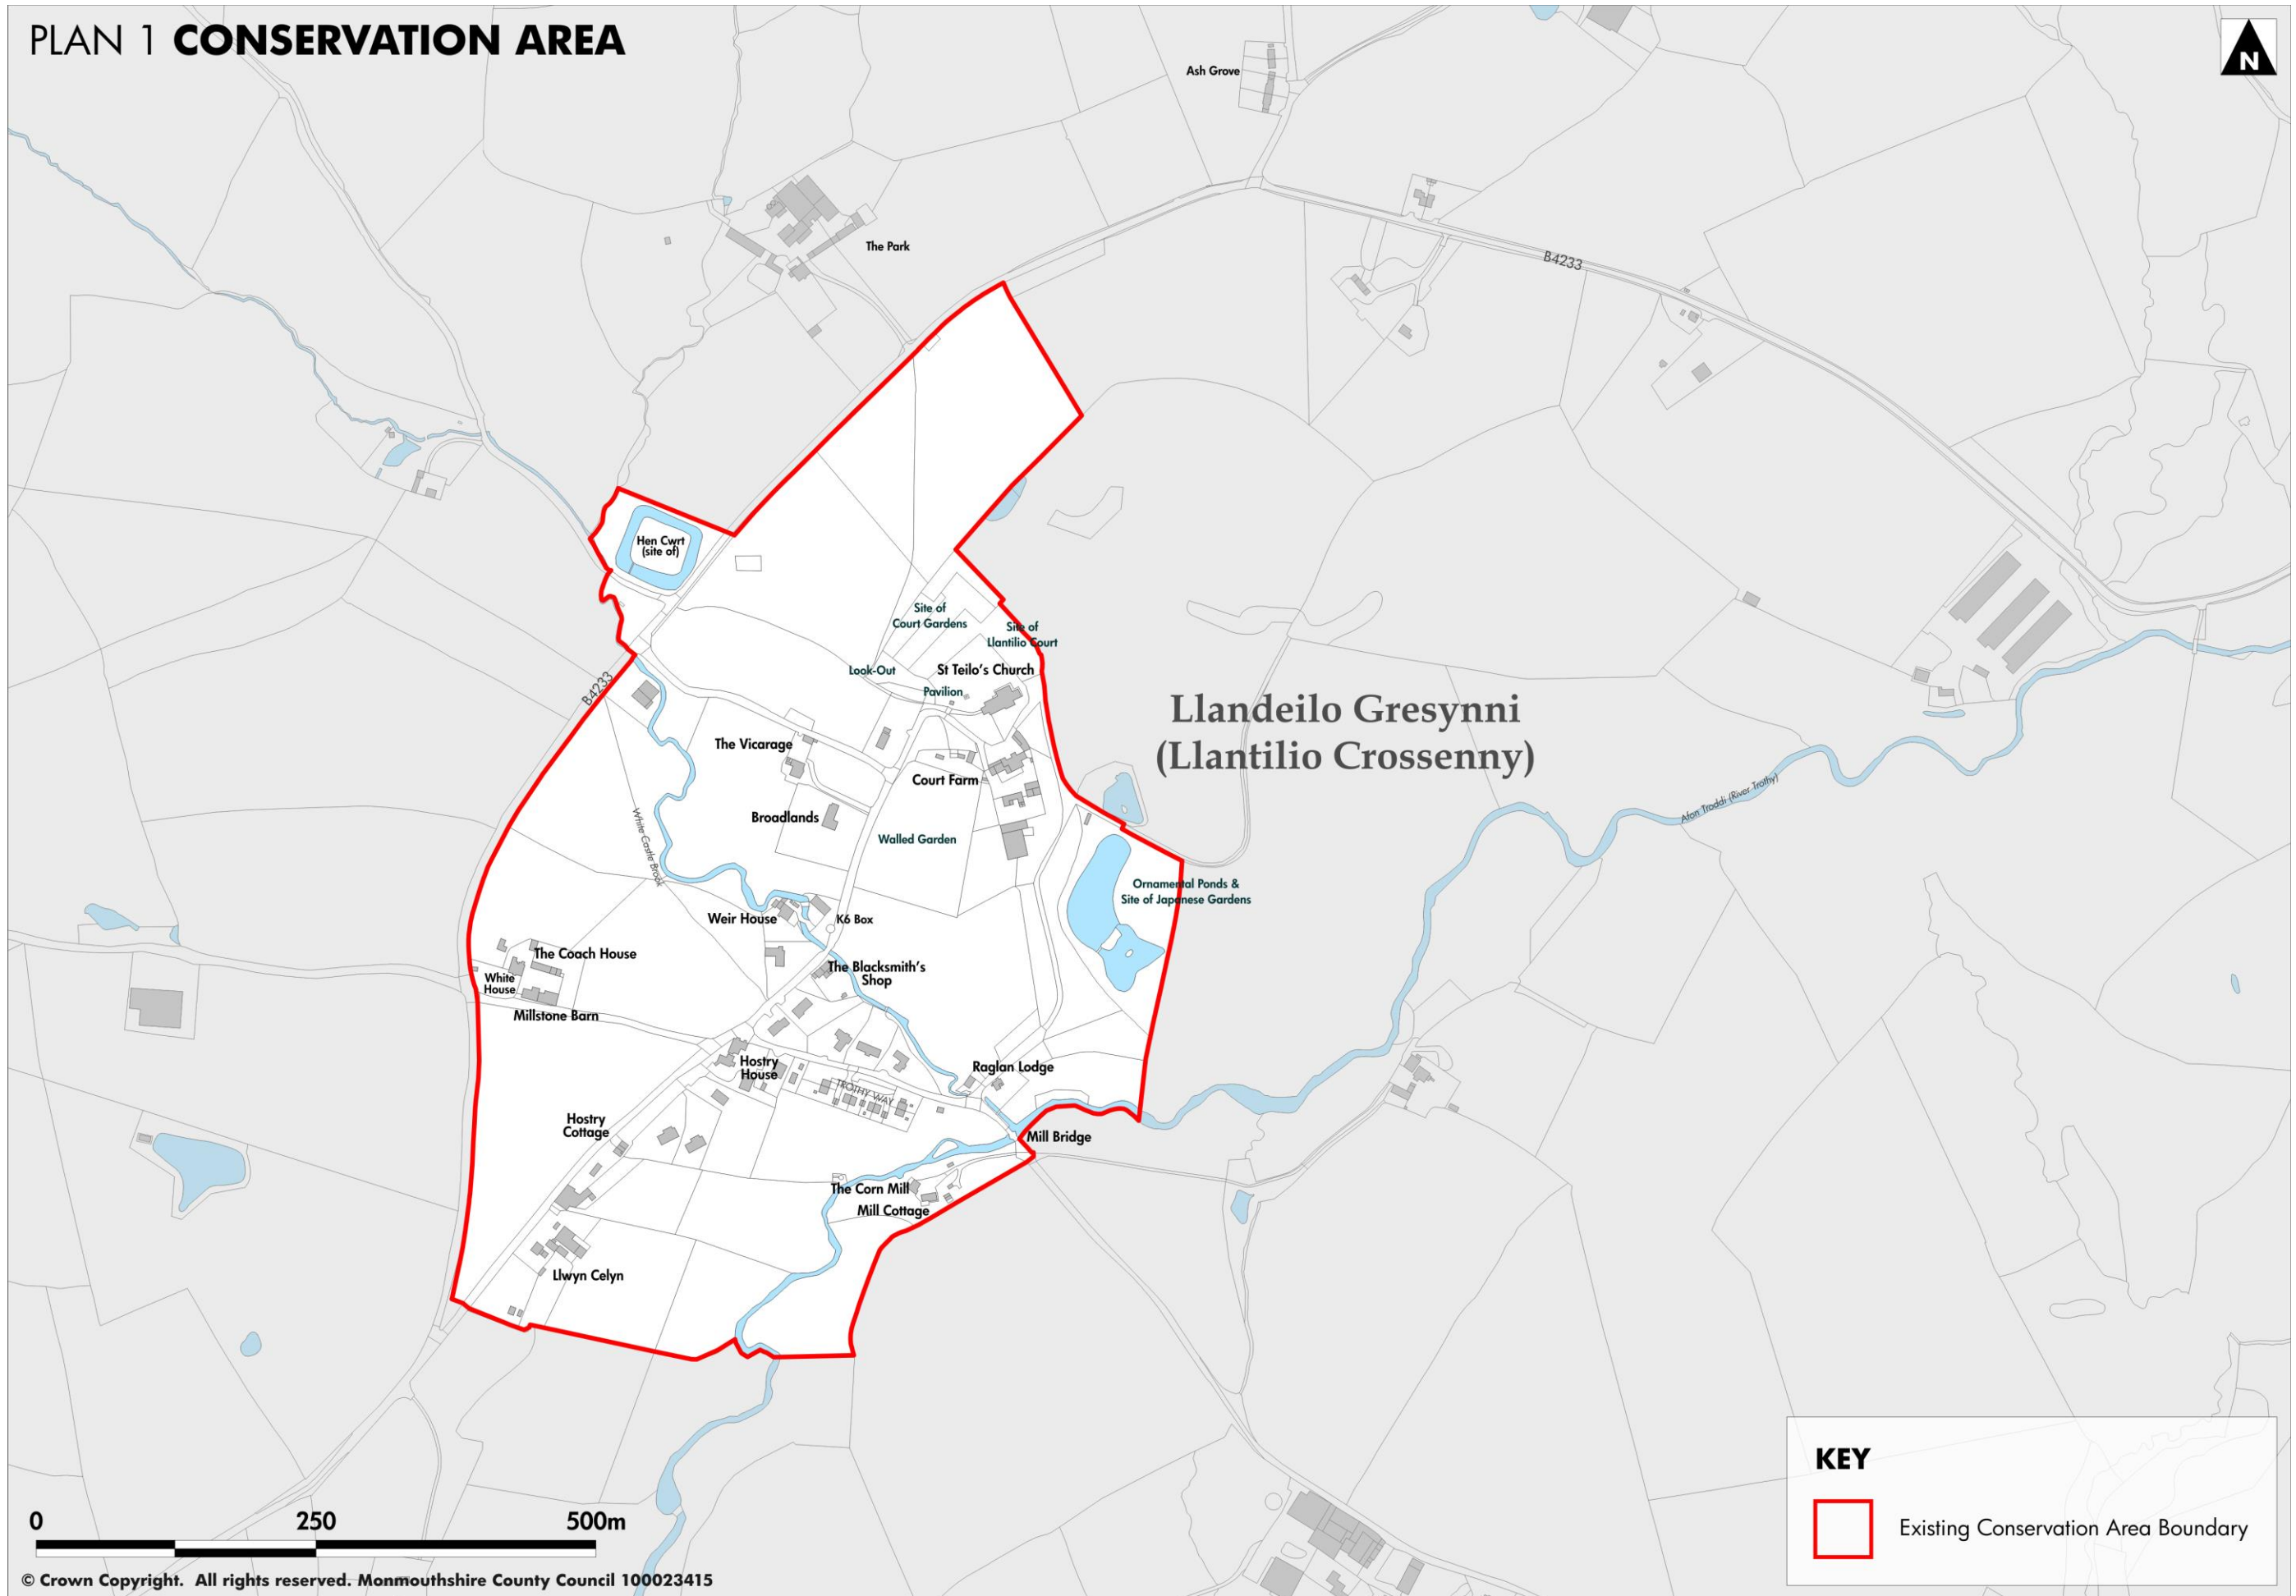 PLAN 1 CONSERVATION AREA
N
Ash Grove
The Park
B4233
Hen Cwrt
(site of)
Site of
Court Gardens
Site of
Llantilio Court
Look-Out
St Teilo's Church
Pavilion
B4233
Llandeilo Gresynni
(Llantilio Crossenny)
The Vicarage
Court Farm
Afon Troddi (River Trothy)
Broadlands
White Castle Brook
Walled Garden
Ornamental Ponds &
Site of Japanese Gardens
Weir House
K6 Box
The Coach House
The Blacksmith's
Shop
White
House
Millstone Barn
Hostry
House
Raglan Lodge
TROTHY WAY
Hostry
Cottage
Mill Bridge
The Corn Mill
Mill Cottage
Llwyn Celyn
KEY
Existing Conservation Area Boundary
0 250 500m
© Crown Copyright. All rights reserved. Monmouthshire County Council 100023415